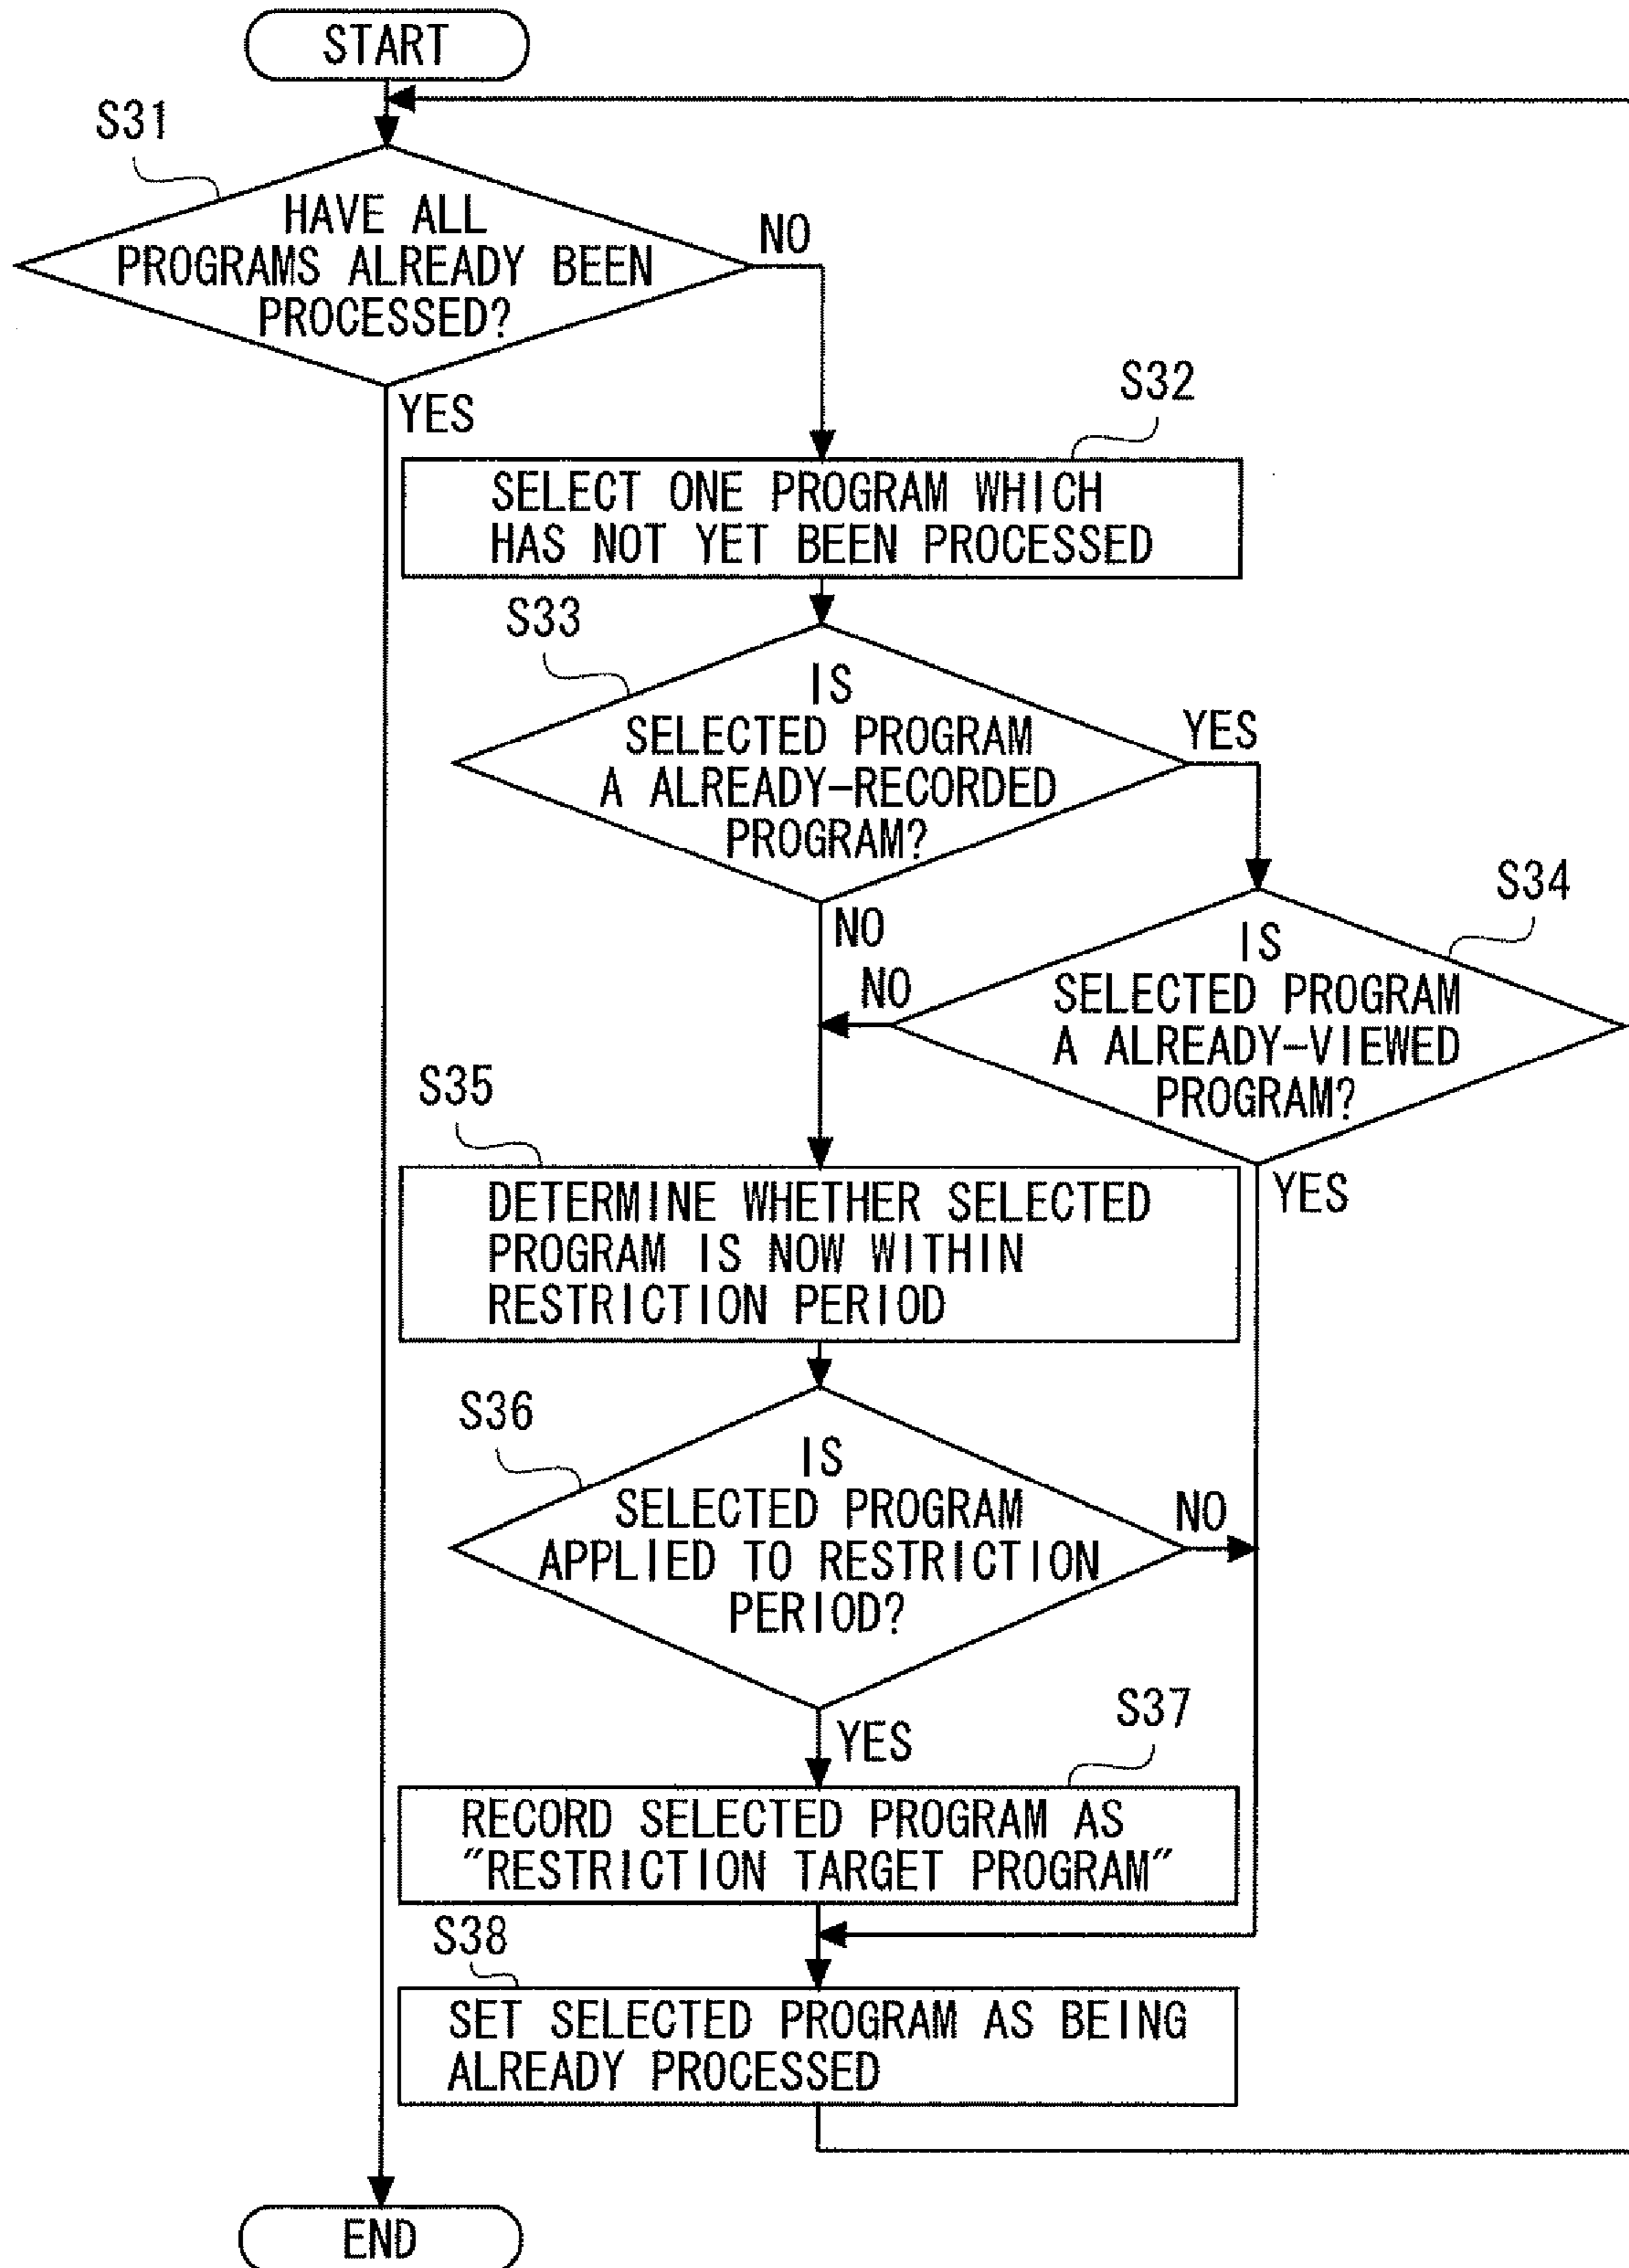 START
S31
HAVE ALL
PROGRAMS ALREADY BEEN
PROCESSED?
NO
YES
S32
SELECT ONE PROGRAM WHICH
HAS NOT YET BEEN PROCESSED
S33
IS
SELECTED PROGRAM
A ALREADY-RECORDED
PROGRAM?
YES
NO
S34
IS
SELECTED PROGRAM
A ALREADY-VIEWED
PROGRAM?
NO
YES
S35
DETERMINE WHETHER SELECTED
PROGRAM IS NOW WITHIN
RESTRICTION PERIOD
S36
IS
SELECTED PROGRAM
APPLIED TO RESTRICTION
PERIOD?
NO
YES
S37
RECORD SELECTED PROGRAM AS
"RESTRICTION TARGET PROGRAM"
S38
SET SELECTED PROGRAM AS BEING
ALREADY PROCESSED
END